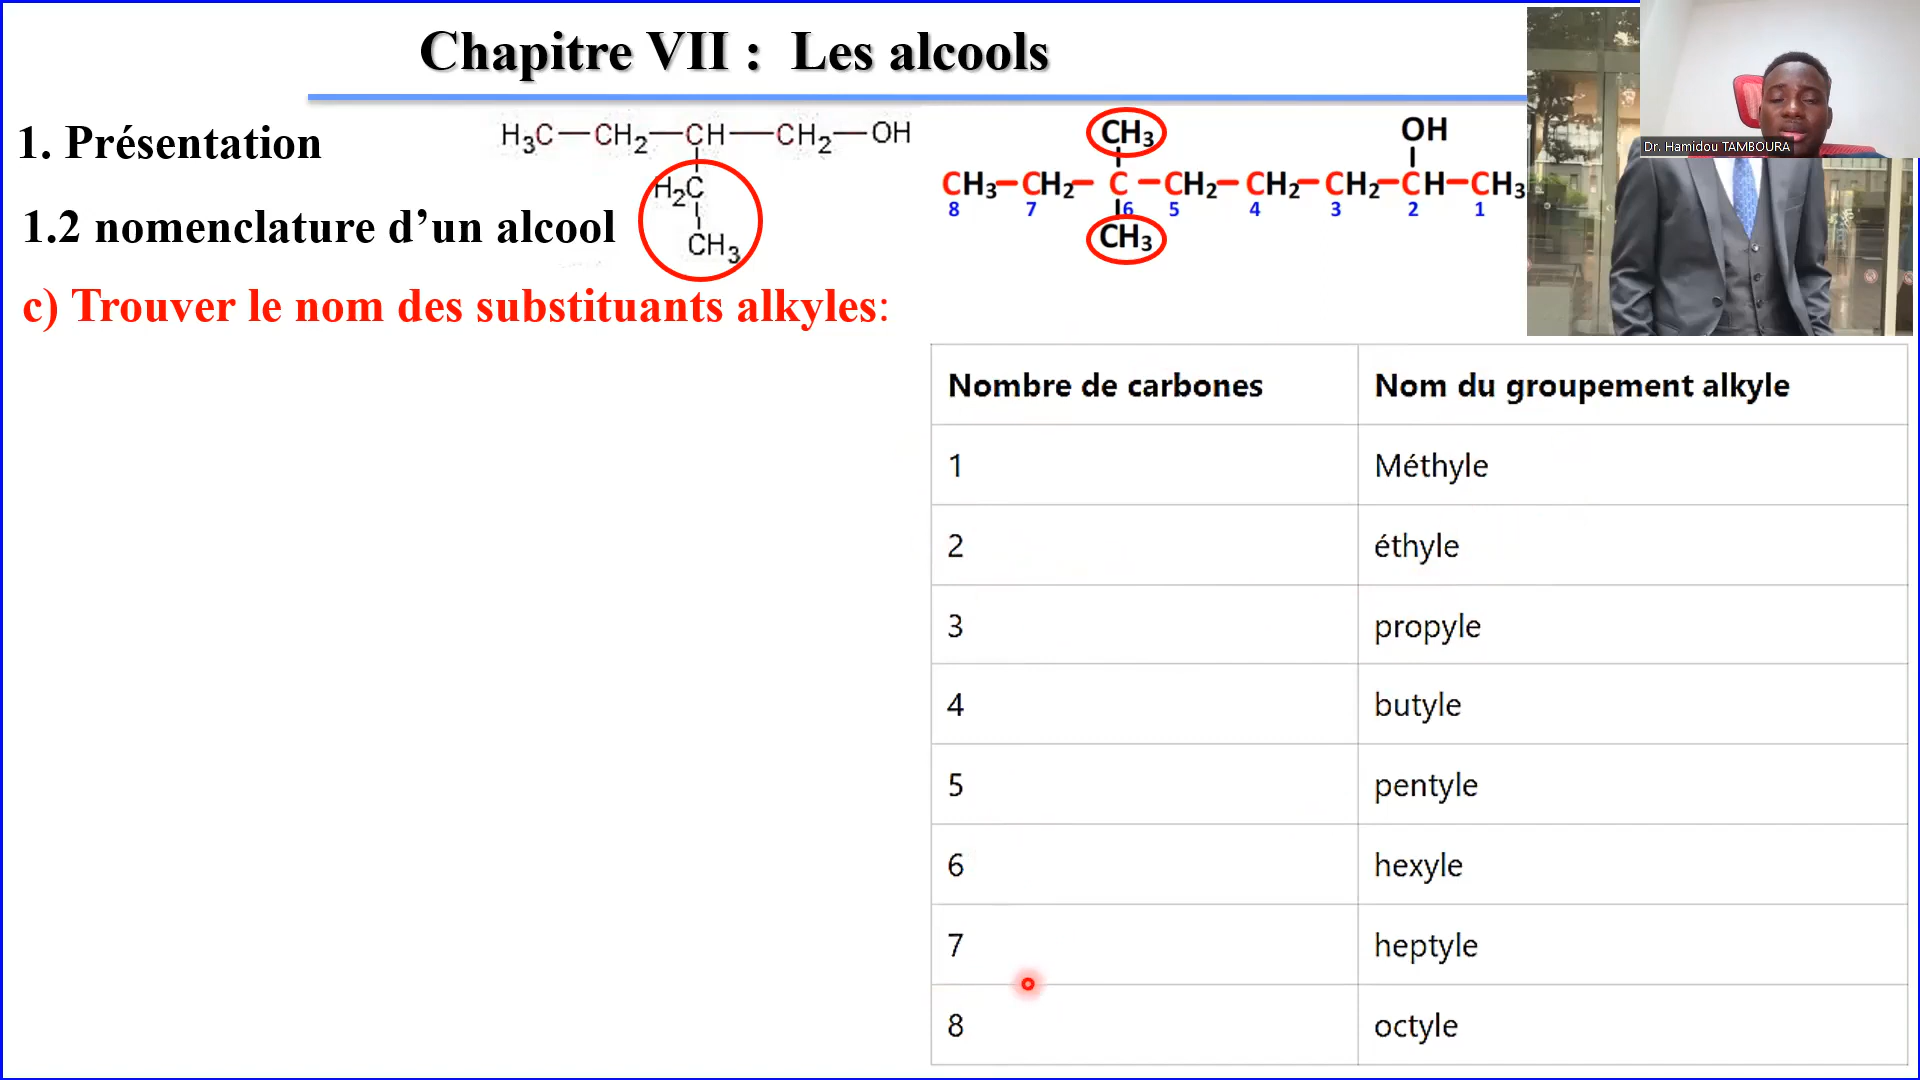 Chapitre VII :  Les alcools
1. Présentation
H₃C—CH₂—CH—CH₂—OH
H₂C
CH₃
CH₃ OH
CH₃—CH₂—C—CH₂—CH₂—CH₂—CH—CH₃
8 7 6 5 4 3 2 1
CH₃
Dr. Hamidou TAMBOURA
1.2 nomenclature d’un alcool
c) Trouver le nom des substituants alkyles:
Nombre de carbones Nom du groupement alkyle
1 Méthyle
2 éthyle
3 propyle
4 butyle
5 pentyle
6 hexyle
7 heptyle
8 octyle